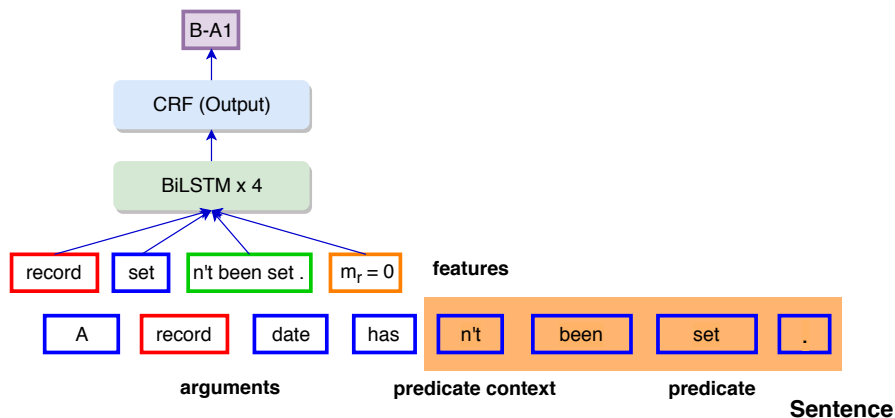 B-A1
CRF (Output)
BiLSTM x 4
record set n't been set . m_r = 0 features
A record date has n't been set .
arguments predicate context predicate
Sentence